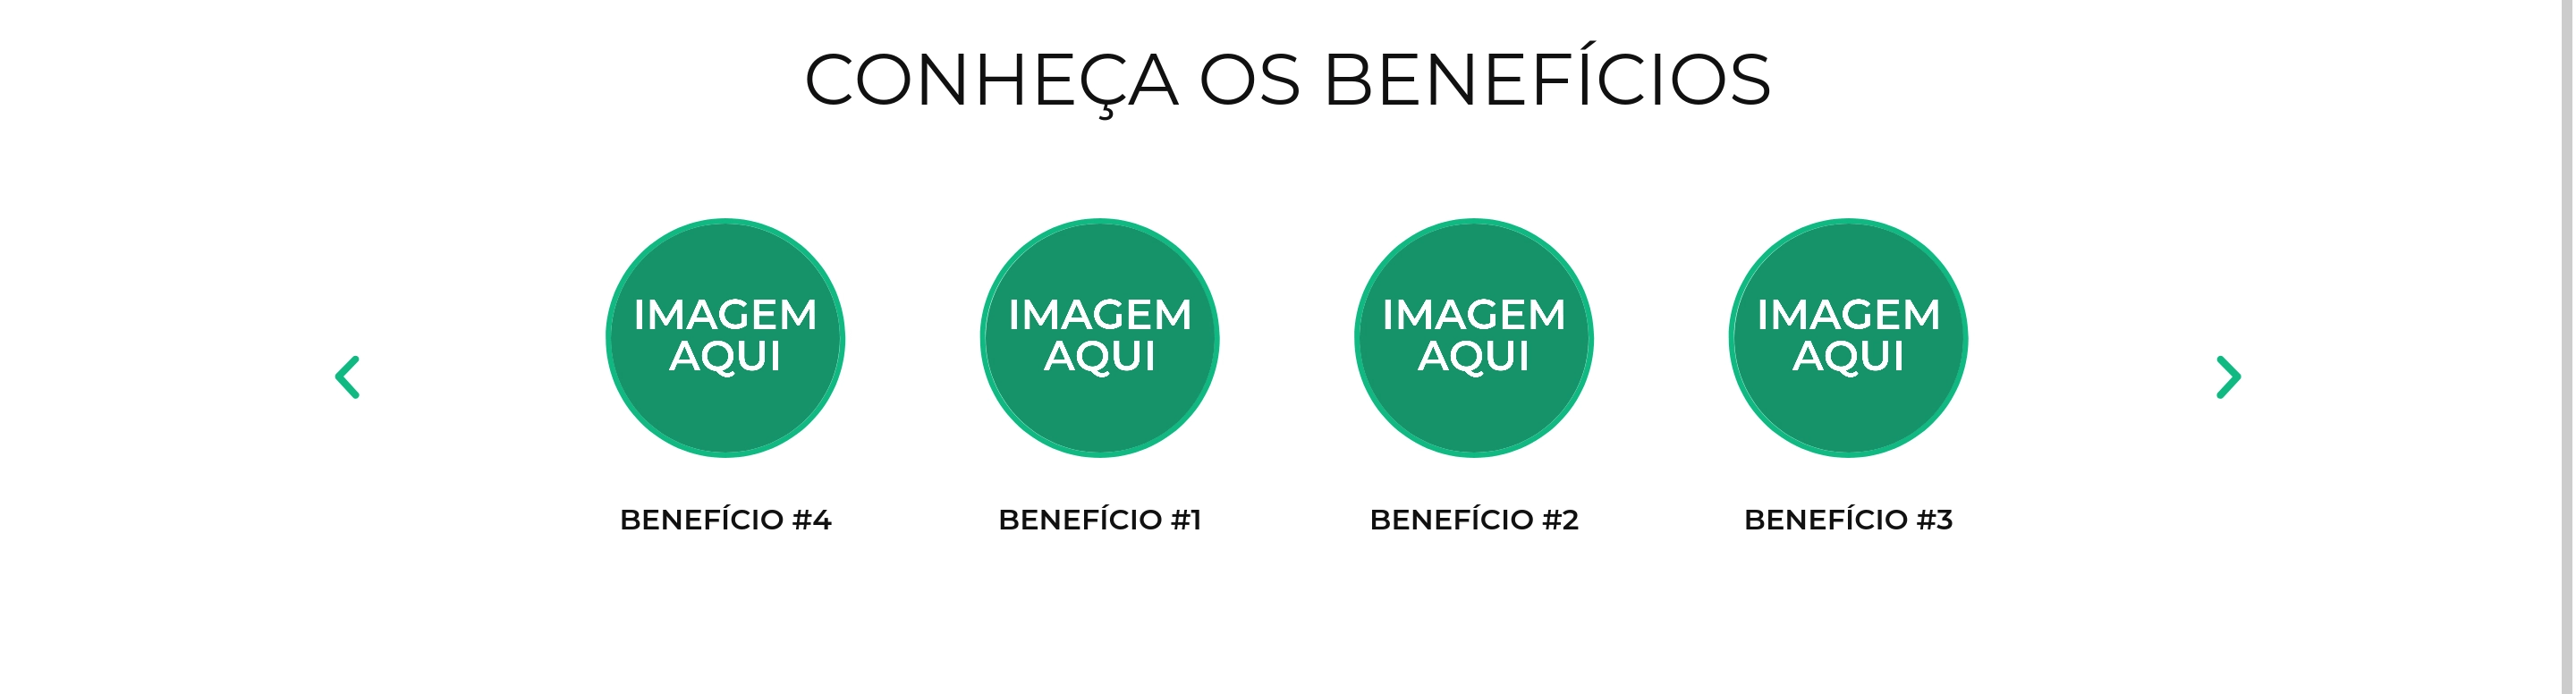 CONHEÇA OS BENEFÍCIOS
IMAGEM
AQUI
IMAGEM
AQUI
IMAGEM
AQUI
IMAGEM
AQUI
BENEFÍCIO #4
BENEFÍCIO #1
BENEFÍCIO #2
BENEFÍCIO #3